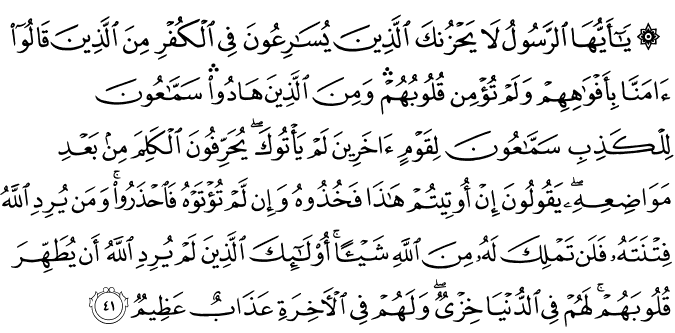 ۞ يَٰٓأَيُّهَا ٱلرَّسُولُ لَا يَحْزُنكَ ٱلَّذِينَ يُسَٰرِعُونَ فِى ٱلْكُفْرِ مِنَ ٱلَّذِينَ قَالُوٓا۟
ءَامَنَّا بِأَفْوَٰهِهِمْ وَلَمْ تُؤْمِن قُلُوبُهُمْ ۛ وَمِنَ ٱلَّذِينَ هَادُوا۟ ۛ سَمَّٰعُونَ
لِلْكَذِبِ سَمَّٰعُونَ لِقَوْمٍ ءَاخَرِينَ لَمْ يَأْتُوكَ ۖ يُحَرِّفُونَ ٱلْكَلِمَ مِنۢ بَعْدِ
مَوَاضِعِهِۦ ۖ يَقُولُونَ إِنْ أُوتِيتُمْ هَٰذَا فَخُذُوهُ وَإِن لَّمْ تُؤْتَوْهُ فَٱحْذَرُوا۟ ۚ وَمَن يُرِدِ ٱللَّهُ
فِتْنَتَهُۥ فَلَن تَمْلِكَ لَهُۥ مِنَ ٱللَّهِ شَيْـًٔا ۚ أُو۟لَٰٓئِكَ ٱلَّذِينَ لَمْ يُرِدِ ٱللَّهُ أَن يُطَهِّرَ
قُلُوبَهُمْ ۚ لَهُمْ فِى ٱلدُّنْيَا خِزْىٌ ۖ وَلَهُمْ فِى ٱلْءَاخِرَةِ عَذَابٌ عَظِيمٌ ٤١